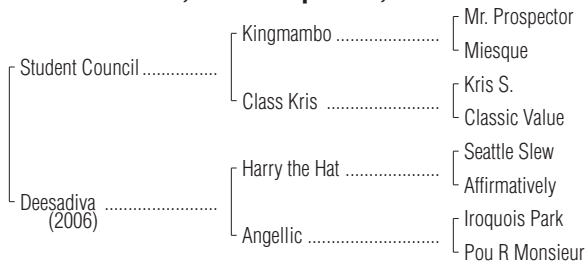 Mr. Prospector
Kingmambo ....................
Miesque
Student Council ...............
Kris S.
Class Kris ......................
Classic Value
Seattle Slew
Harry the Hat ...................
Affirmatively
Deesadiva ......................
(2006)
Iroquois Park
Angellic ..........................
Pou R Monsieur